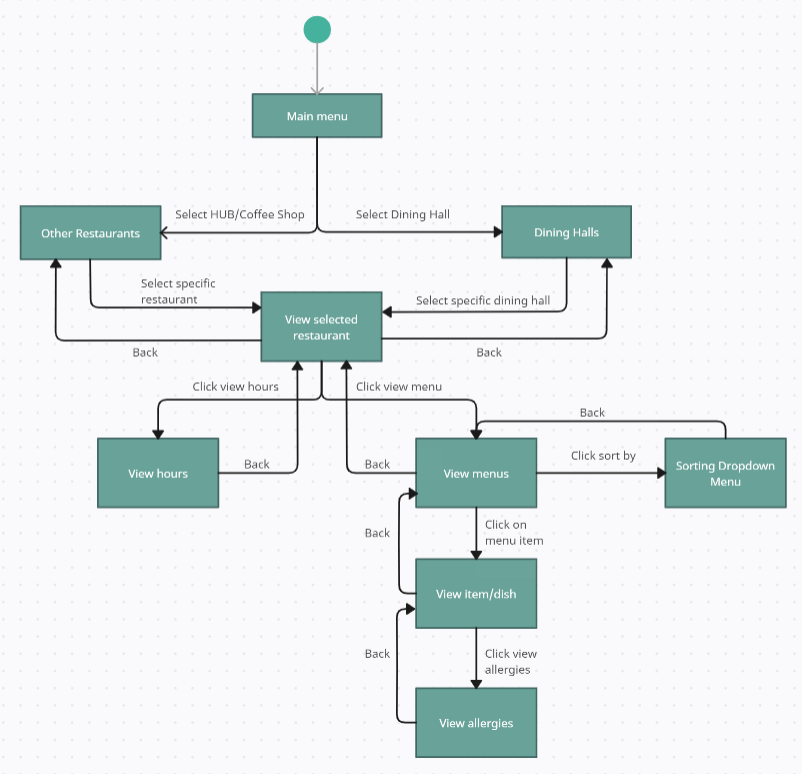 Main menu
Select HUB/Coffee Shop
Select Dining Hall
Other Restaurants
Dining Halls
Select specific
restaurant
Select specific dining hall
View selected
restaurant
Back
Back
Click view hours
Click view menu
Back
Click sort by
View hours
Back
Back
View menus
Sorting Dropdown
Menu
Click on
menu item
Back
View item/dish
Back
Click view
allergies
View allergies